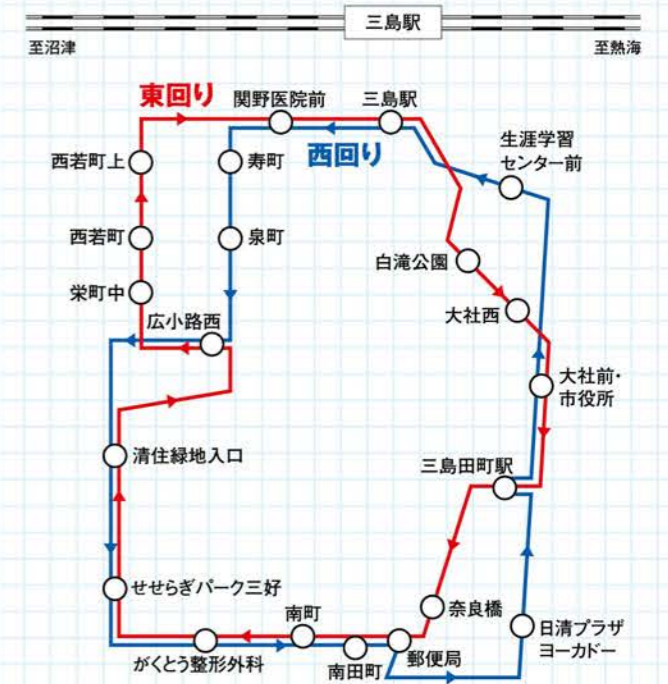 三島駅
至沼津
至熱海
東回り
関野医院前
三島駅
西回り
生涯学習
センター前
西若町上
寿町
西若町
泉町
白滝公園
栄町中
大社西
広小路西
大社前・
市役所
清住緑地入口
三島田町駅
せせらぎパーク三好
奈良橋
南町
日清プラザ
ヨーカドー
がくとう整形外科
南田町
郵便局